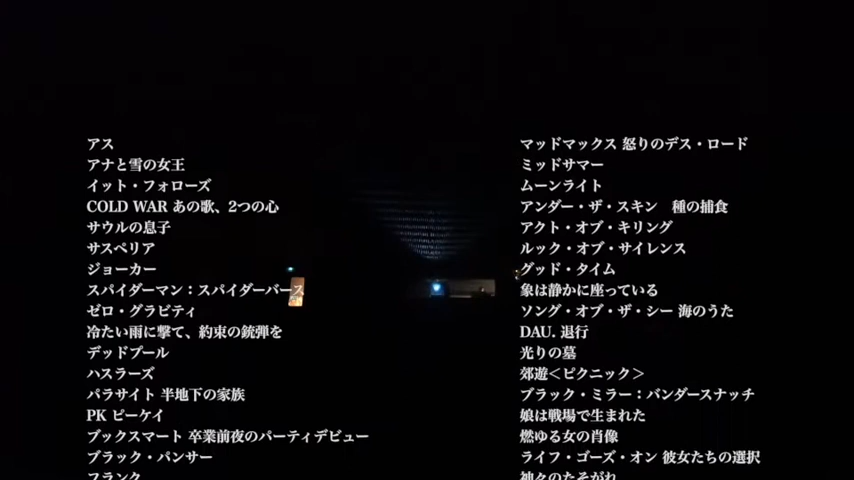 アス
アナと雪の女王
イット・フォローズ
COLD WAR あの歌、2つの心
サウルの息子
サスペリア
ジョーカー
スパイダーマン：スパイダーバース
ゼロ・グラビティ
冷たい雨に撃て、約束の銃弾を
デッドプール
ハスラーズ
パラサイト 半地下の家族
PK ピーケイ
ブックスマート 卒業前夜のパーティデビュー
ブラック・パンサー
フランク
マッドマックス 怒りのデス・ロード
ミッドサマー
ムーンライト
アンダー・ザ・スキン　種の捕食
アクト・オブ・キリング
ルック・オブ・サイレンス
グッド・タイム
象は静かに座っている
ソング・オブ・ザ・シー 海のうた
DAU. 退行
光りの墓
郊遊＜ピクニック＞
ブラック・ミラー：バンダースナッチ
娘は戦場で生まれた
燃ゆる女の肖像
ライフ・ゴーズ・オン 彼女たちの選択
神々のたそがれ